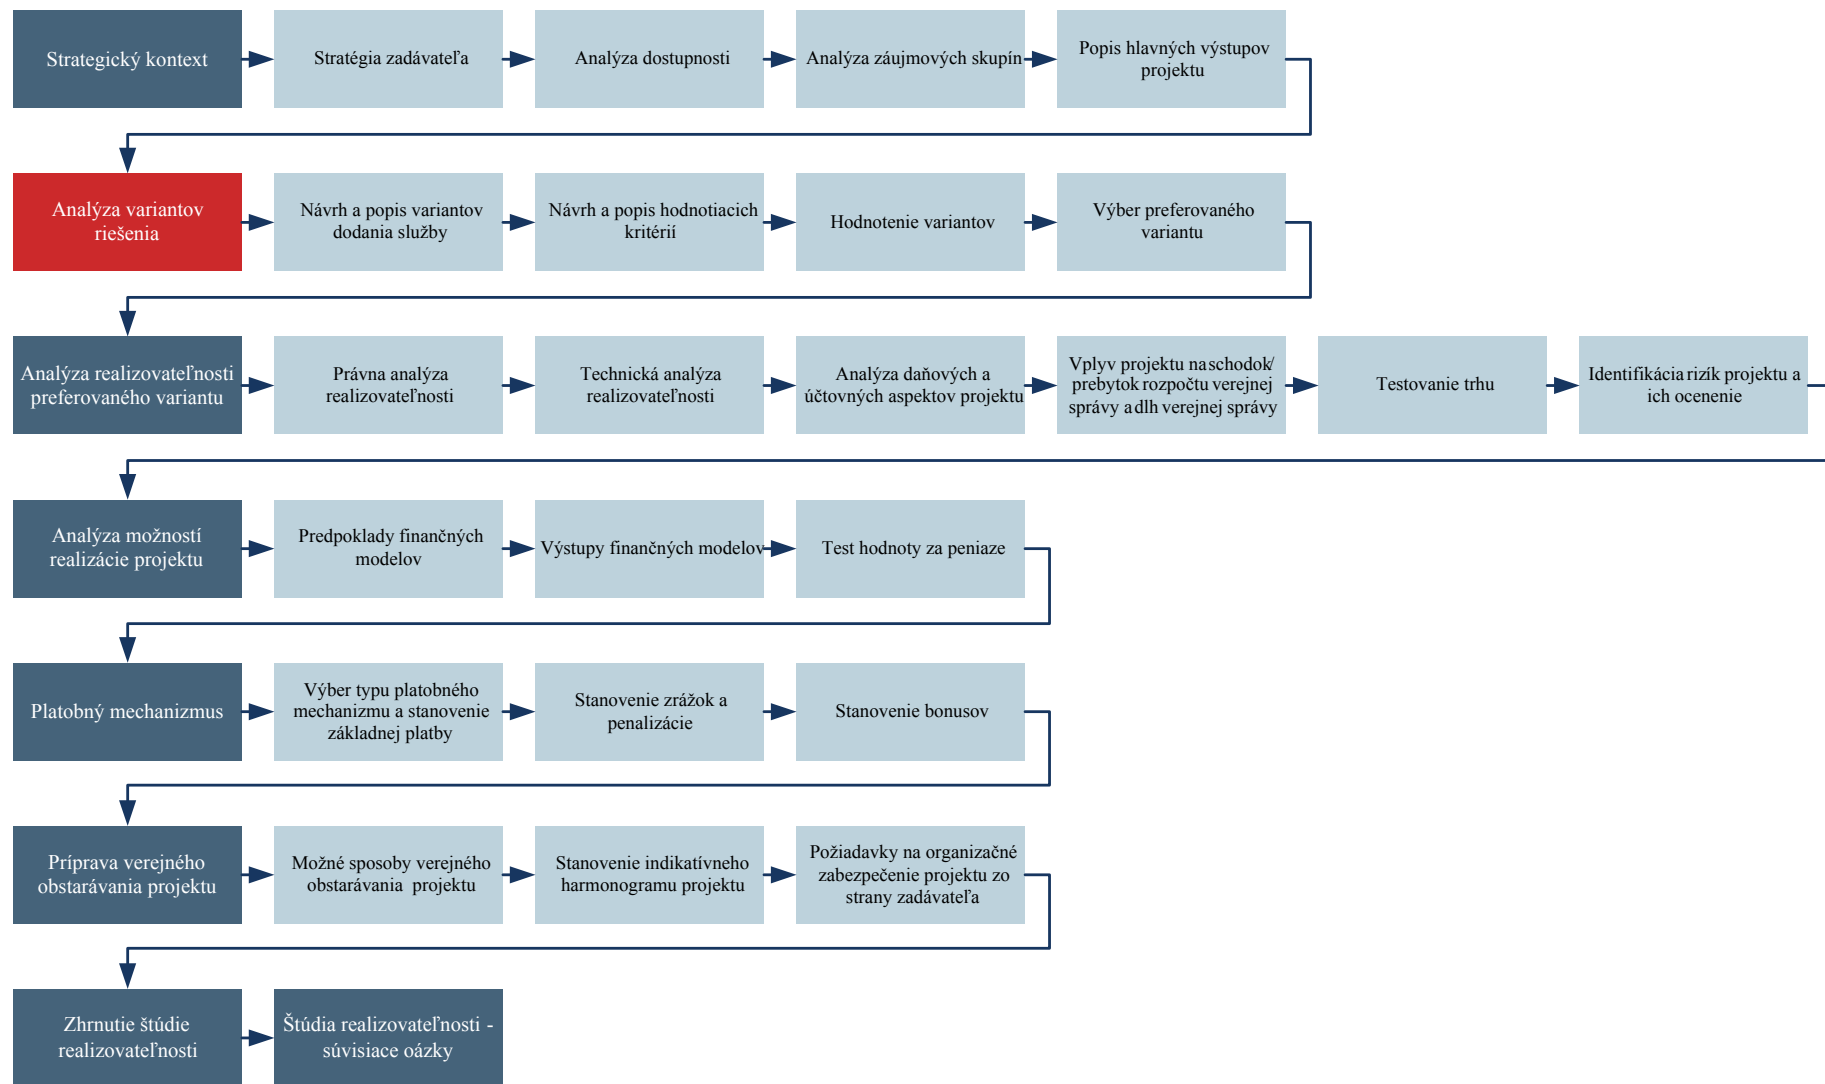 Strategický kontext
Stratégia zadávateľa
Analýza dostupnosti
Analýza záujmových skupín
Popis hlavných výstupov
projektu
Analýza variantov
riešenia
Návrh a popis variantov
dodania služby
Návrh a popis hodnotiacich
kritérií
Hodnotenie variantov
Výber preferovaného
variantu
Analýza realizovateľnosti
preferovaného variantu
Právna analýza
realizovateľnosti
Technická analýza
realizovateľnosti
Analýza daňových a
účtovných aspektov projektu
Vplyv projektu na schodok/
prebytok rozpočtu verejnej
správy a dlh verejnej správy
Testovanie trhu
Identifikácia rizík projektu a
ich ocenenie
Analýza možností
realizácie projektu
Predpoklady finančných
modelov
Výstupy finančných modelov
Test hodnoty za peniaze
Platobný mechanizmus
Výber typu platobného
mechanizmu a stanovenie
základnej platby
Stanovenie zrážok a
penalizácie
Stanovenie bonusov
Príprava verejného
obstarávania projektu
Možné sposoby verejného
obstarávania projektu
Stanovenie indikatívneho
harmonogramu projektu
Požiadavky na organizačné
zabezpečenie projektu zo
strany zadávateľa
Zhrnutie štúdie
realizovateľnosti
Štúdia realizovateľnosti -
súvisiace oázky